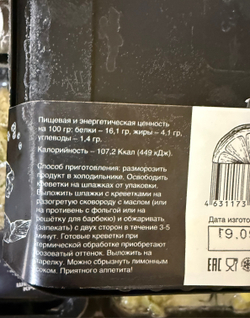 Пищевая и энергетическая ценность
на 100 гр: белки – 16,1 гр, жиры – 4,1 гр,
углеводы – 1,4 гр.
Калорийность – 107,2 Ккал (449 кДж).
Способ приготовления: разморозить
продукт в холодильнике. Освободить
креветки на шпажках от упаковки.
Выложить шпажки с креветками на
разогретую сковороду с маслом (или
на противень с фольгой или на
решётку для барбекю) и обжаривать
(запекать) с двух сторон в течение 3-5
минут. Готовые креветки при
термической обработке приобретают
розоватый оттенок. Выложить на
тарелку. Можно сбрызнуть лимонным
соком. Приятного аппетита!
4631173
Дата изгото
EAC